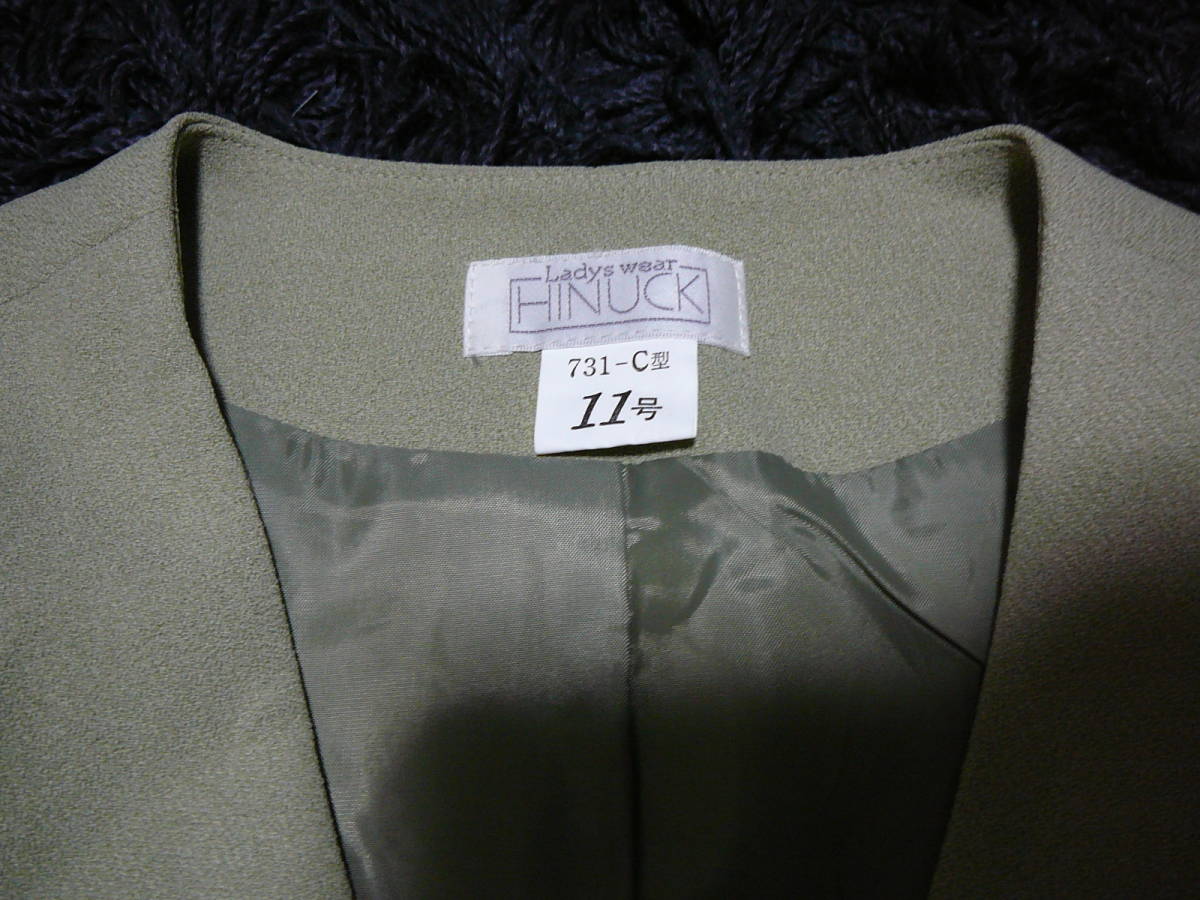 Ladys wear
HINUCK
731-C型
11号